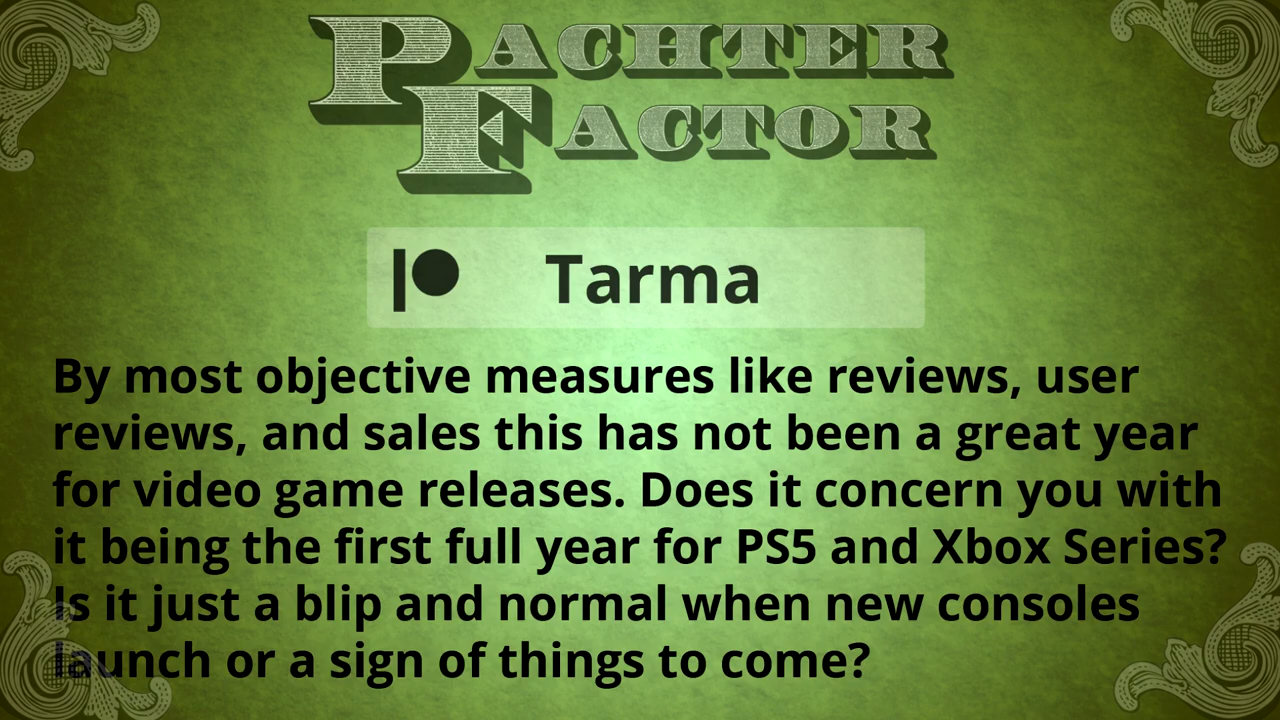 PACHTER
FACTOR
Tarma
By most objective measures like reviews, user
reviews, and sales this has not been a great year
for video game releases. Does it concern you with
it being the first full year for PS5 and Xbox Series?
Is it just a blip and normal when new consoles
launch or a sign of things to come?